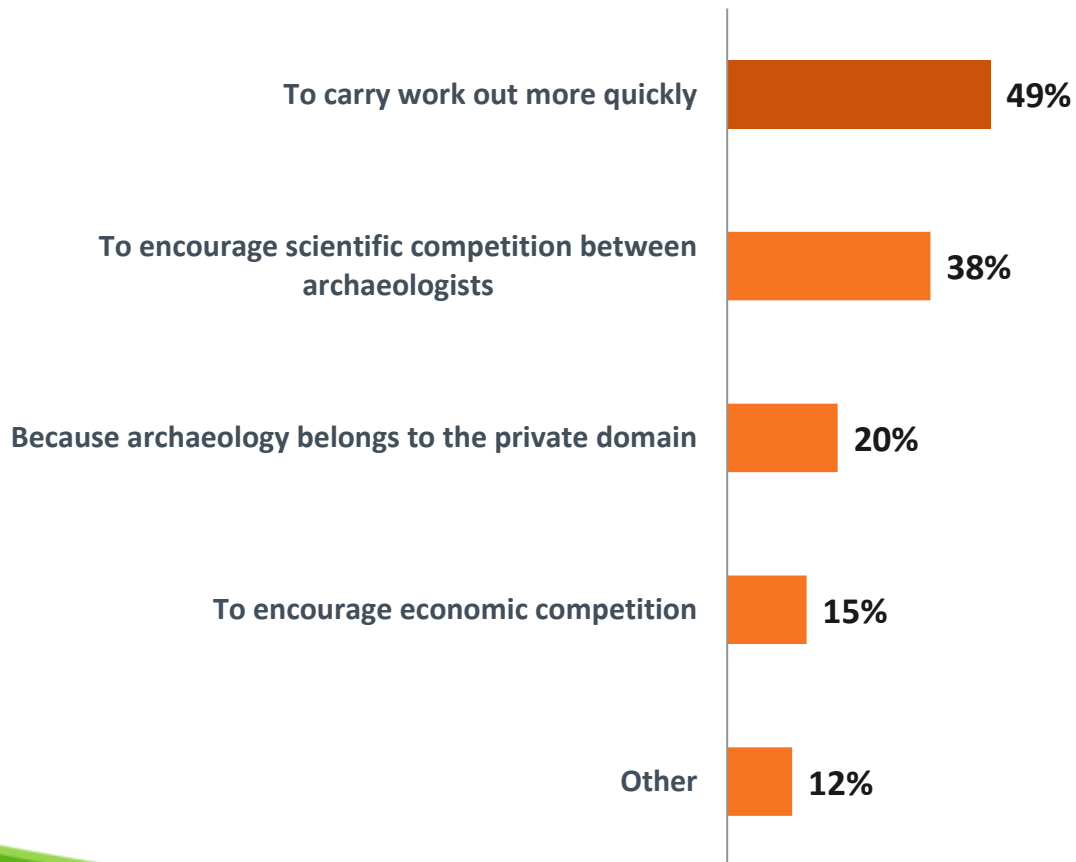 To carry work out more quickly
49%
To encourage scientific competition between
archaeologists
38%
Because archaeology belongs to the private domain
20%
To encourage economic competition
15%
Other
12%